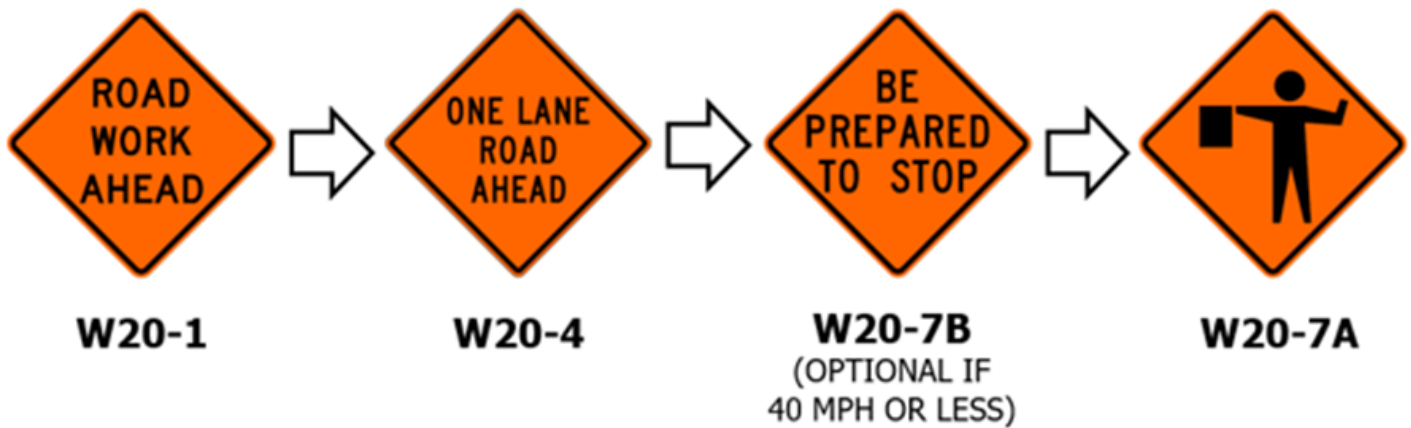 ROAD
WORK
AHEAD
W20-1
ONE LANE
ROAD
AHEAD
W20-4
BE
PREPARED
TO STOP
W20-7B
(OPTIONAL IF
40 MPH OR LESS)
W20-7A